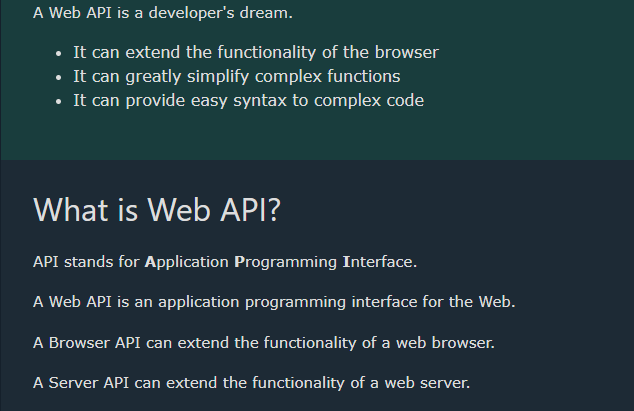 A Web API is a developer's dream.
• It can extend the functionality of the browser
• It can greatly simplify complex functions
• It can provide easy syntax to complex code
What is Web API?
API stands for Application Programming Interface.
A Web API is an application programming interface for the Web.
A Browser API can extend the functionality of a web browser.
A Server API can extend the functionality of a web server.